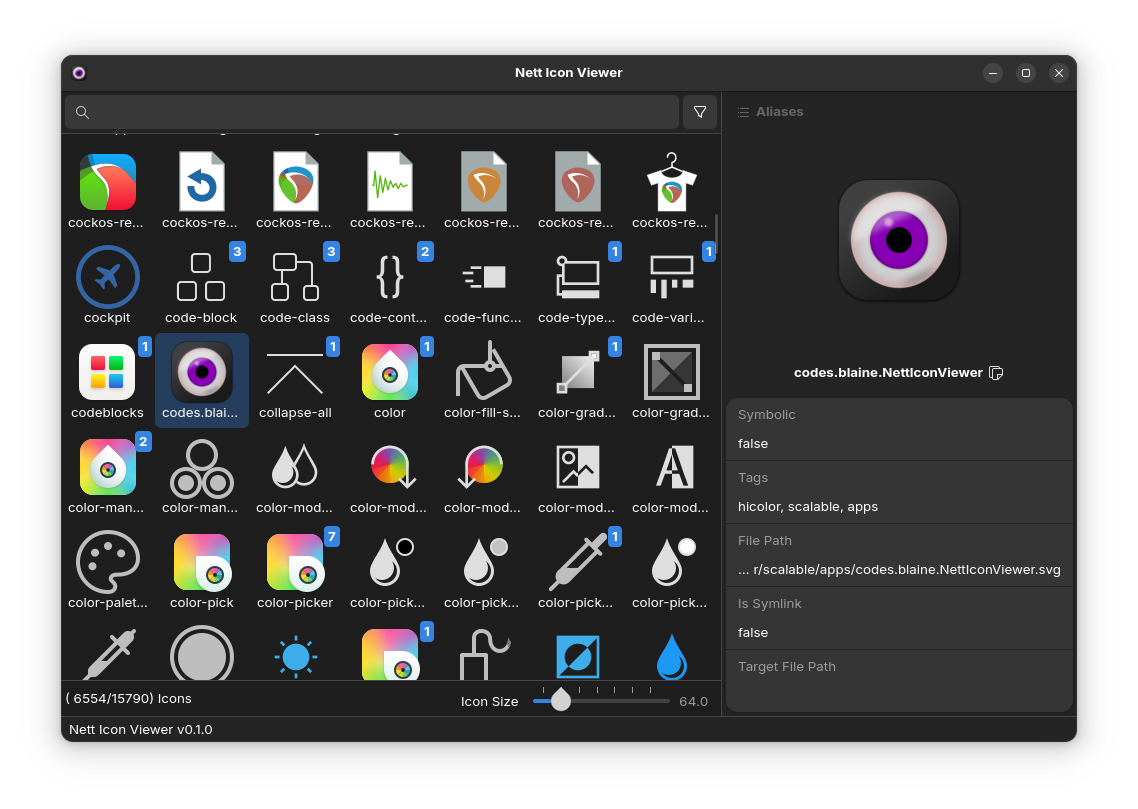 Nett Icon Viewer
Aliases
cockos-re... cockos-re... cockos-re... cockos-re... cockos-re... cockos-re... cockos-re...
3 3 2 1 1
cockpit code-block code-class code-cont... code-func... code-type... code-vari...
1 1 1 1
codeblocks codes.blai... collapse-all color color-fill-s... color-grad... color-grad...
2
color-man... color-man... color-mod... color-mod... color-mod... color-mod... color-mod...
7 1
color-palet... color-pick color-picker color-pick... color-pick... color-pick... color-pick...
1
( 6554/15790) Icons
Icon Size 64.0
codes.blaine.NettIconViewer
Symbolic
false
Tags
hicolor, scalable, apps
File Path
... r/scalable/apps/codes.blaine.NettIconViewer.svg
Is Symlink
false
Target File Path
Nett Icon Viewer v0.1.0